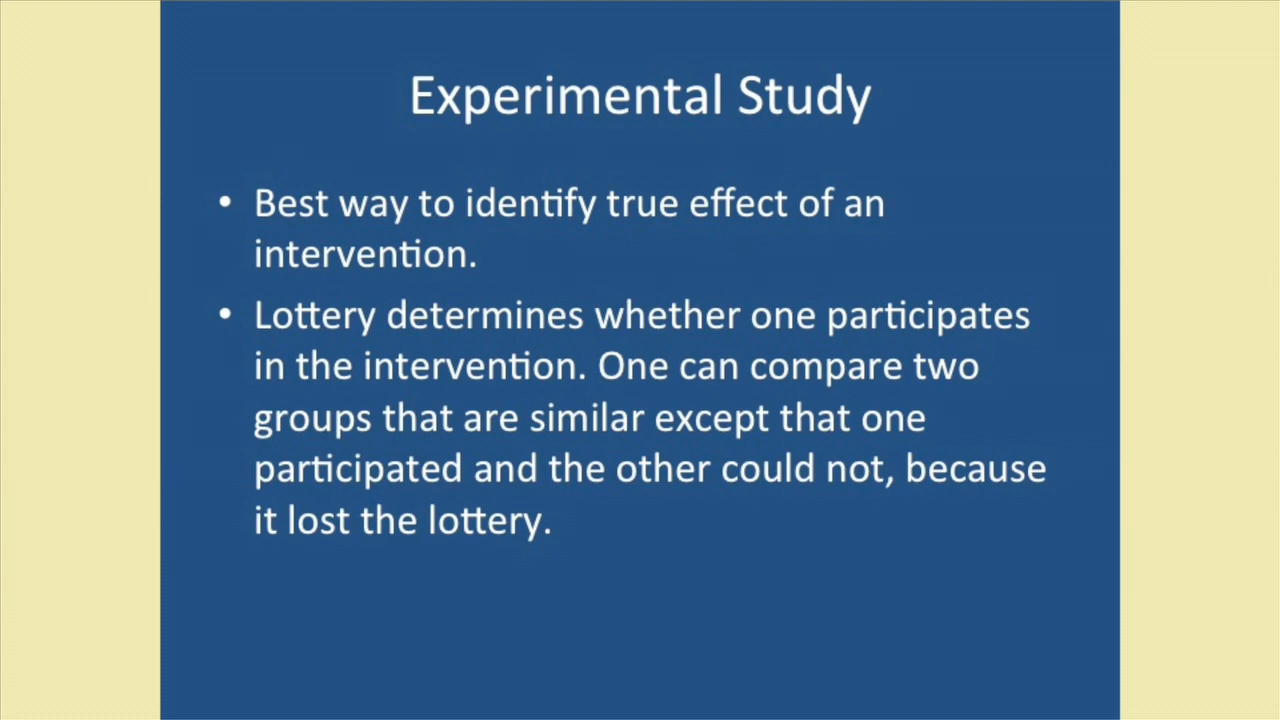 Experimental Study
• Best way to identify true effect of an
intervention.
• Lottery determines whether one participates
in the intervention. One can compare two
groups that are similar except that one
participated and the other could not, because
it lost the lottery.